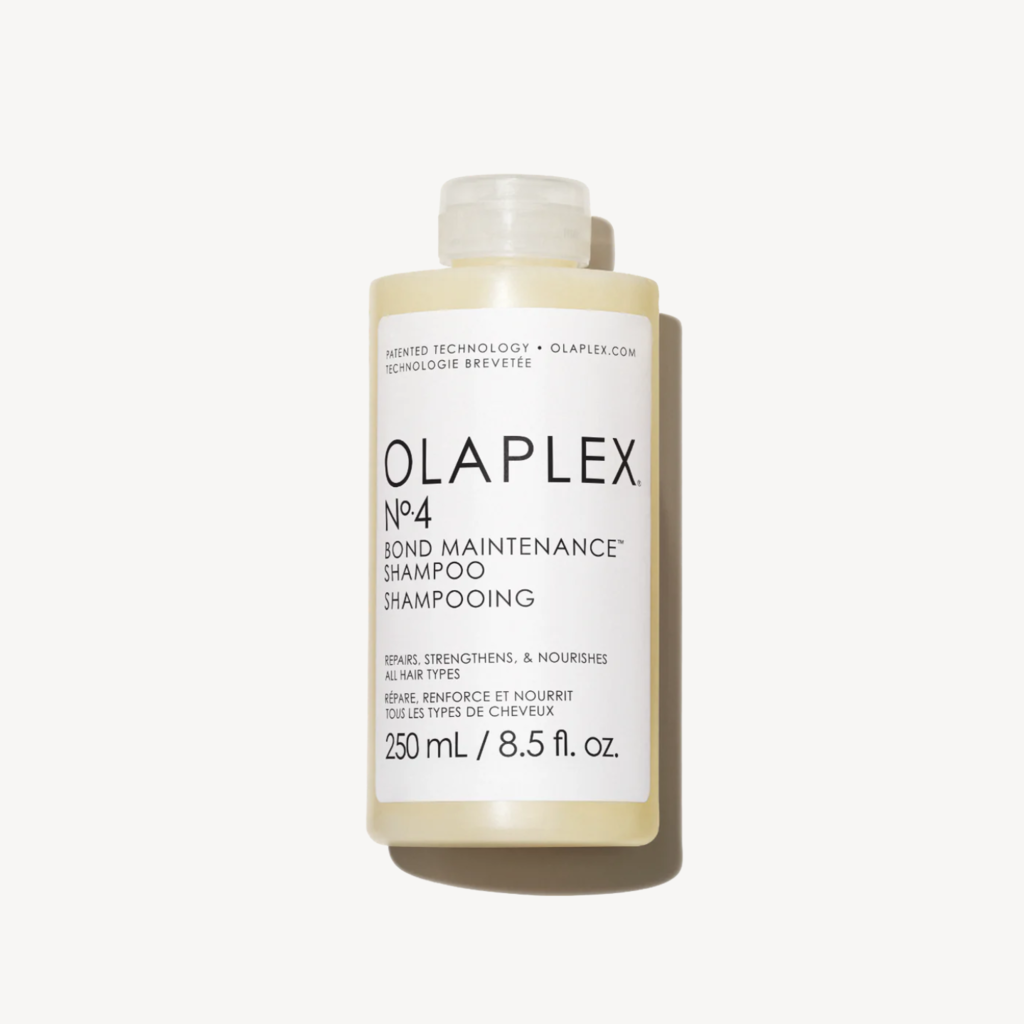 PATENTED TECHNOLOGY • OLAPLEX.COM
TECHNOLOGIE BREVETÉE
OLAPLEX®
Nº.4
BOND MAINTENANCE™
SHAMPOO
SHAMPOOING
REPAIRS, STRENGTHENS, & NOURISHES
ALL HAIR TYPES
RÉPARE, RENFORCE ET NOURRIT
TOUS LES TYPES DE CHEVEUX
250 mL / 8.5 fl. oz.